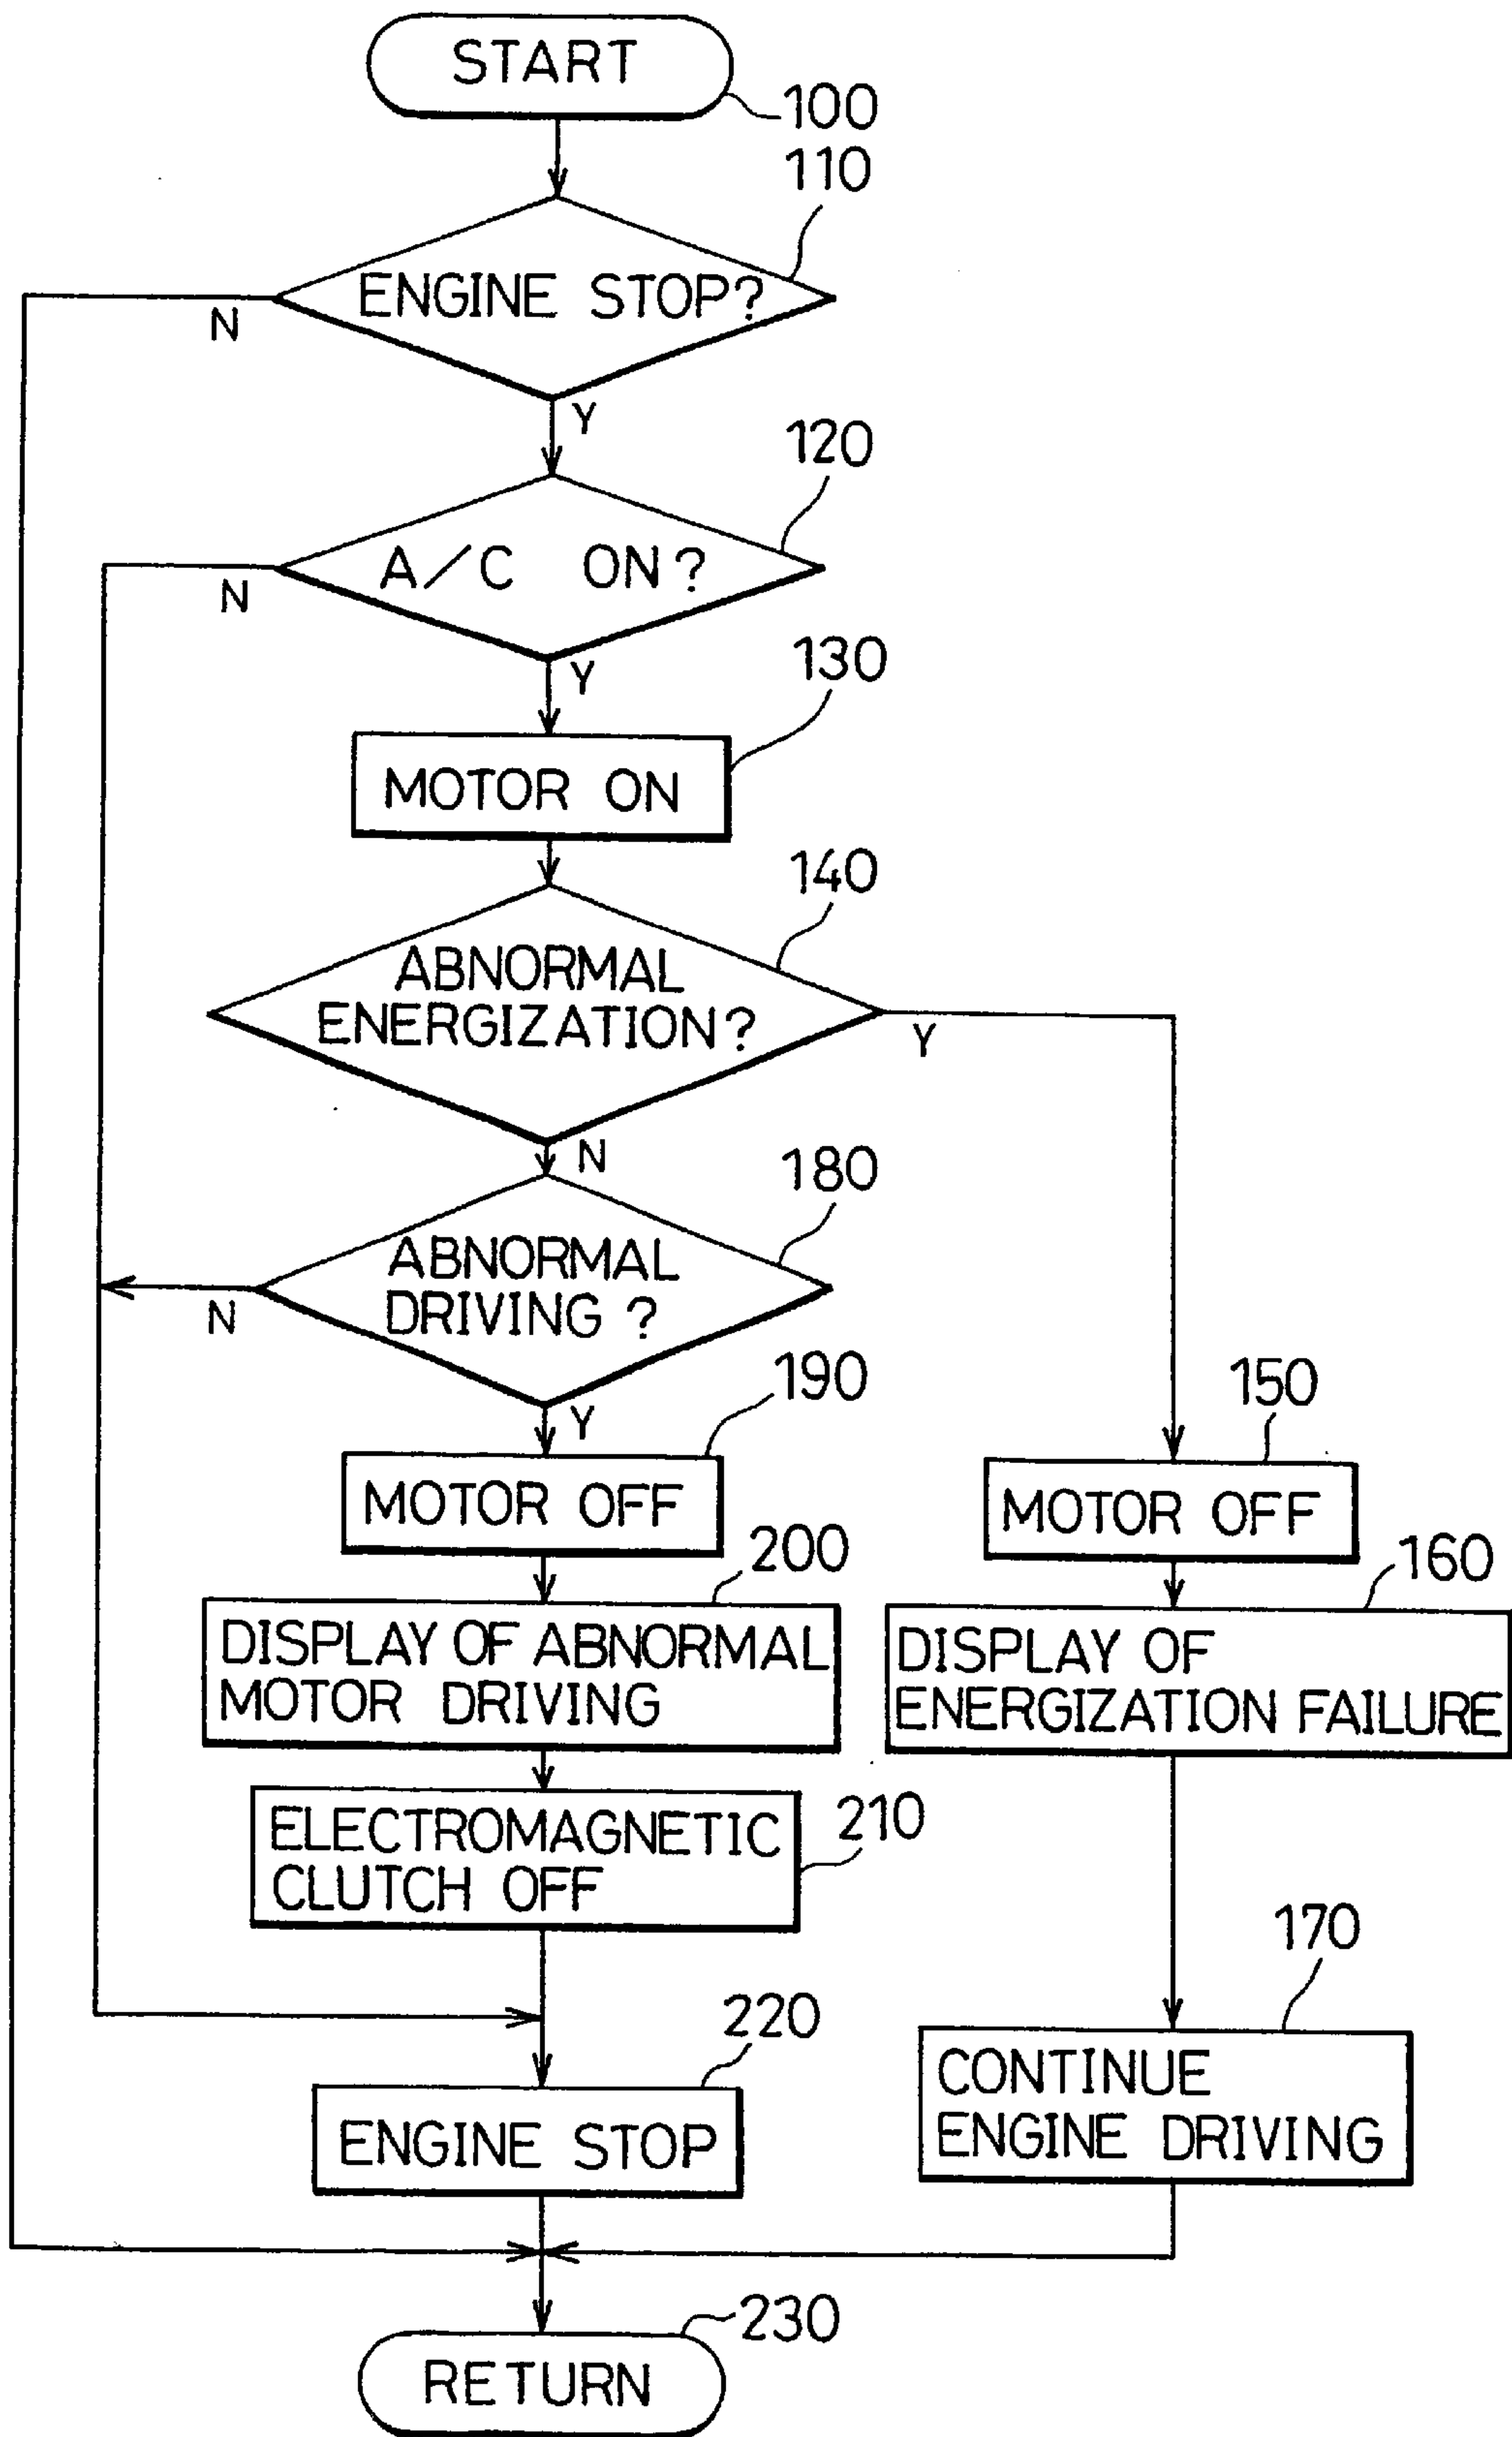 START
100
110
ENGINE STOP?
N
Y
120
A/C ON?
N
Y
130
MOTOR ON
140
ABNORMAL
ENERGIZATION?
Y
N
180
ABNORMAL
DRIVING ?
N
Y
190
MOTOR OFF
150
MOTOR OFF
200
DISPLAY OF ABNORMAL
MOTOR DRIVING
160
DISPLAY OF
ENERGIZATION FAILURE
ELECTROMAGNETIC
CLUTCH OFF
210
170
CONTINUE
ENGINE DRIVING
220
ENGINE STOP
230
RETURN